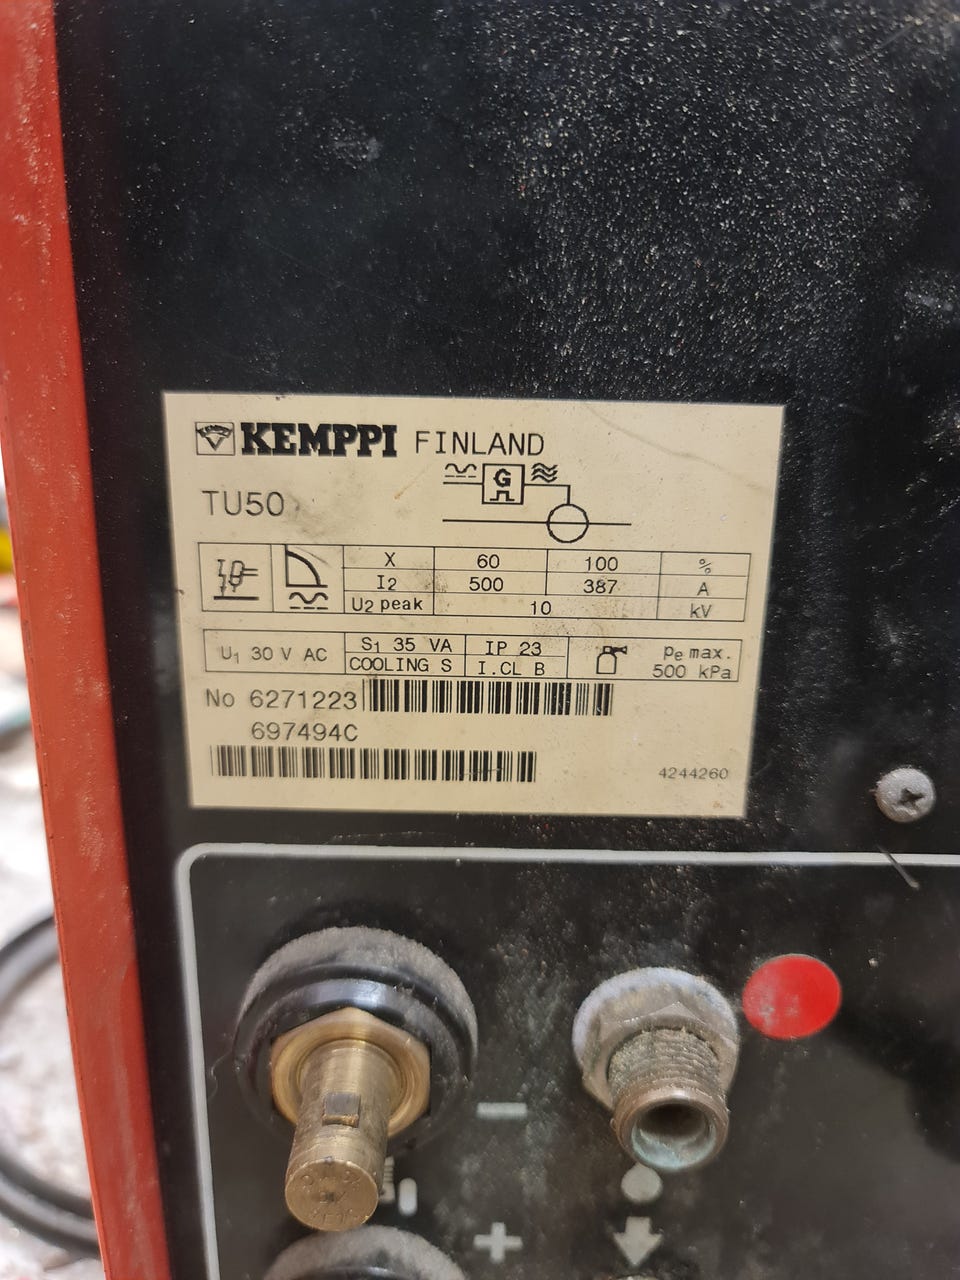 KEMPPI FINLAND
TU50
G
X 60 100 %
I2 500 387 A
U2 peak 10 kV
U1 30 V AC
S1 35 VA IP 23
COOLING S I.CL B
pe max.
500 kPa
No 6271223
697494C
4244260
−
+